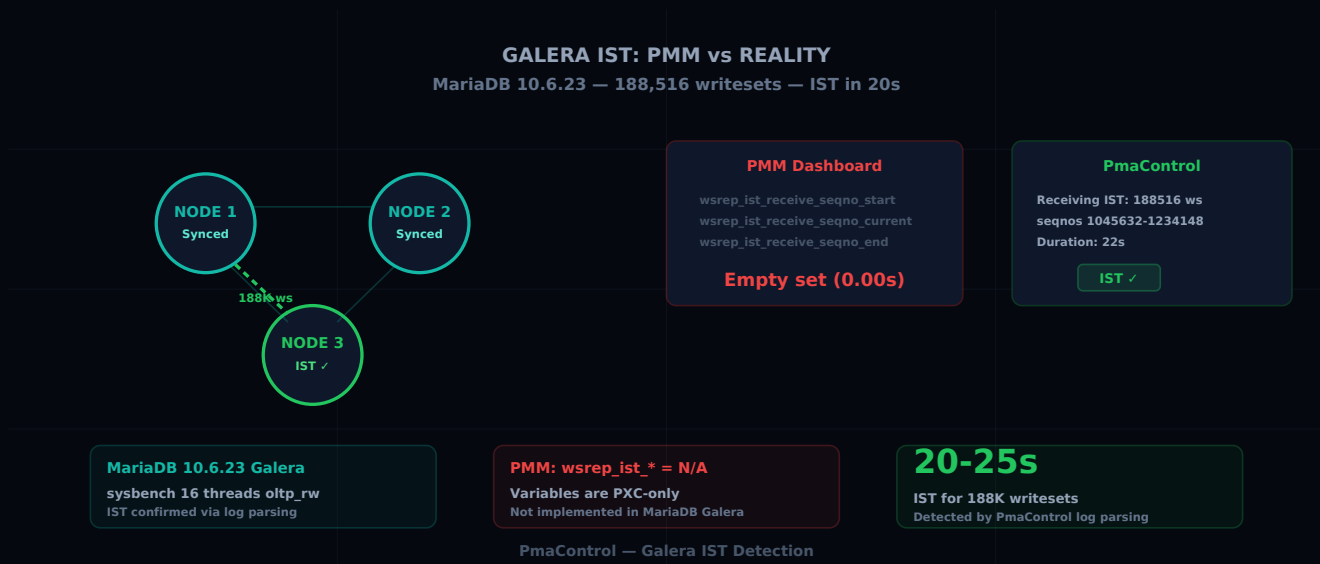 GALERA IST: PMM vs REALITY
MariaDB 10.6.23 — 188,516 writesets — IST in 20s
NODE 1
Synced
NODE 2
Synced
188K ws
NODE 3
IST ✓
PMM Dashboard
wsrep_ist_receive_seqno_start
wsrep_ist_receive_seqno_current
wsrep_ist_receive_seqno_end
Empty set (0.00s)
PmaControl
Receiving IST: 188516 ws
seqnos 1045632-1234148
Duration: 22s
IST ✓
MariaDB 10.6.23 Galera
sysbench 16 threads oltp_rw
IST confirmed via log parsing
PMM: wsrep_ist_* = N/A
Variables are PXC-only
Not implemented in MariaDB Galera
20-25s
IST for 188K writesets
Detected by PmaControl log parsing
PmaControl — Galera IST Detection